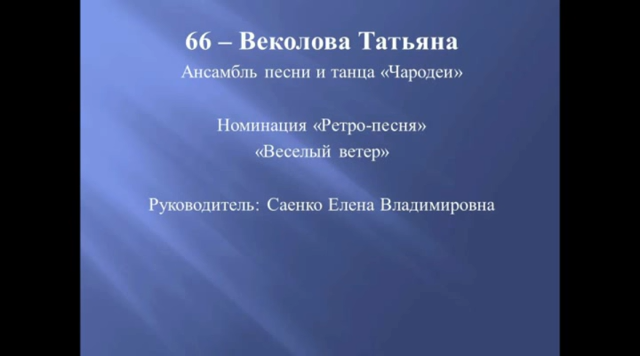 66 – Веколова Татьяна
Ансамбль песни и танца «Чародеи»
Номинация «Ретро-песня»
«Веселый ветер»
Руководитель: Саенко Елена Владимировна